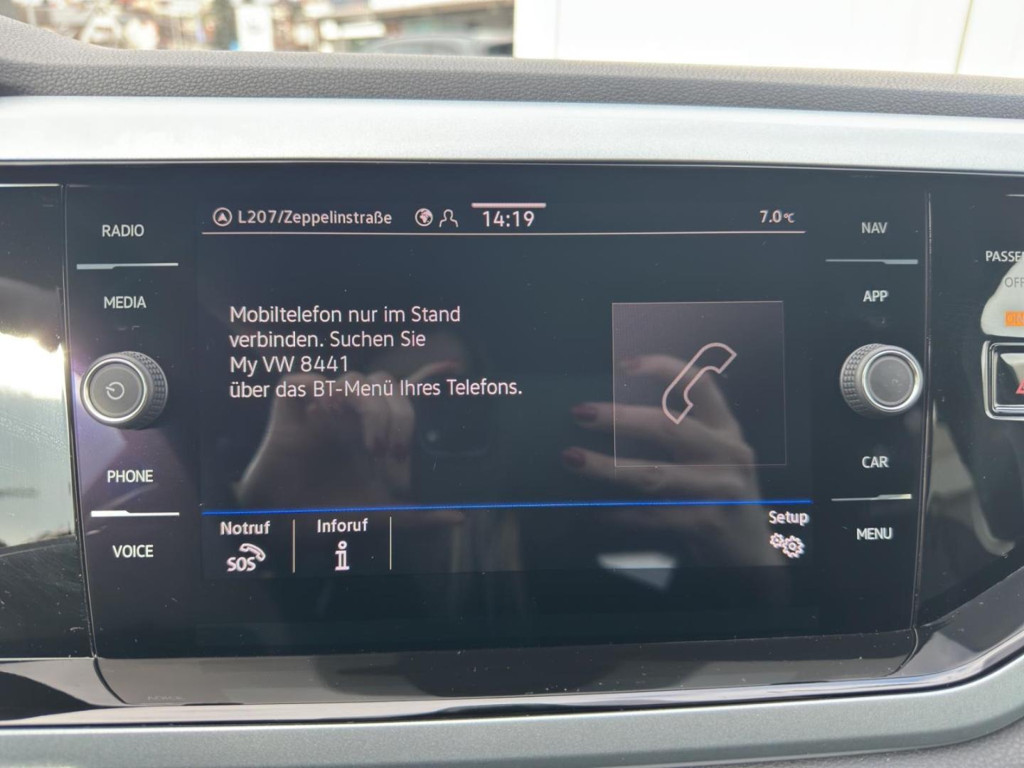 L207/Zeppelinstraße 14:19 7.0°C
RADIO
MEDIA
PHONE
VOICE
Mobiltelefon nur im Stand
verbinden. Suchen Sie
My VW 8441
über das BT-Menü Ihres Telefons.
Notruf
SOS
Inforuf
i
Setup
NAV
APP
CAR
MENU